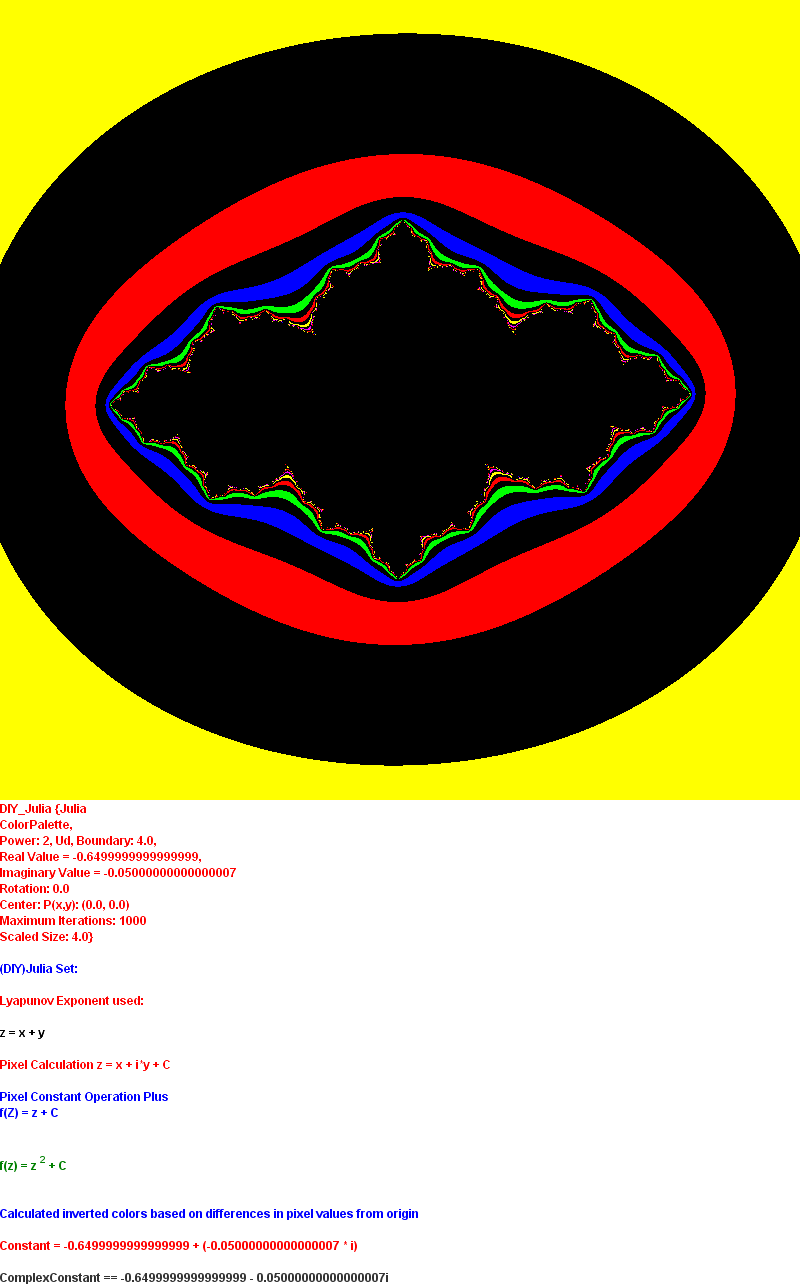 DIY_Julia {Julia
ColorPalette,
Power: 2, Ud, Boundary: 4.0,
Real Value = -0.6499999999999999,
Imaginary Value = -0.05000000000000007
Rotation: 0.0
Center: P(x,y): (0.0, 0.0)
Maximum Iterations: 1000
Scaled Size: 4.0}
(DIY)Julia Set:
Lyapunov Exponent used:
z = x + y
Pixel Calculation z = x + i*y + C
Pixel Constant Operation Plus
f(Z) = z + C
f(z) = z ² + C
Calculated inverted colors based on differences in pixel values from origin
Constant = -0.6499999999999999 + (-0.05000000000000007 * i)
ComplexConstant == -0.6499999999999999 - 0.05000000000000007i